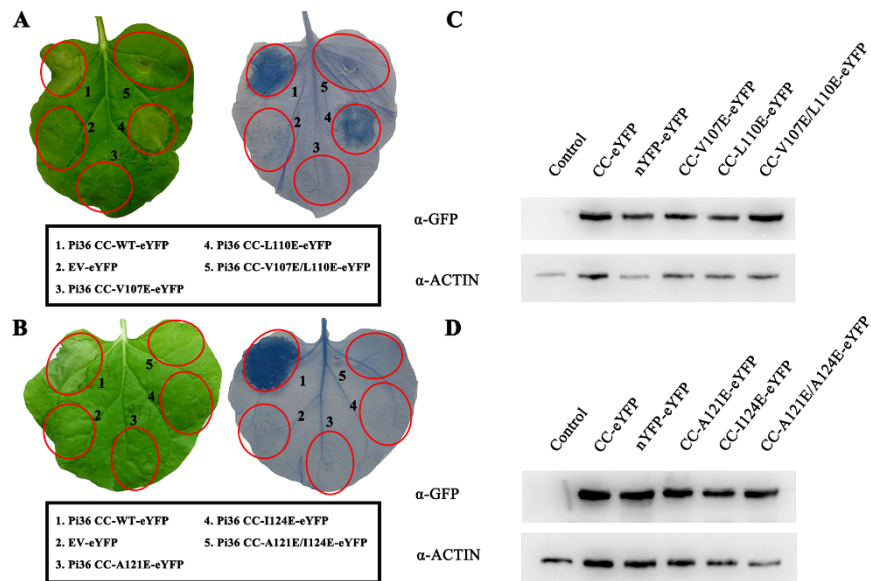 A
1
2
3
4
5
1
2
3
4
5
1. Pi36 CC-WT-eYFP
2. EV-eYFP
3. Pi36 CC-V107E-eYFP
4. Pi36 CC-L110E-eYFP
5. Pi36 CC-V107E/L110E-eYFP
B
1
2
3
4
5
1
2
3
4
5
1. Pi36 CC-WT-eYFP
2. EV-eYFP
3. Pi36 CC-A121E-eYFP
4. Pi36 CC-I124E-eYFP
5. Pi36 CC-A121E/I124E-eYFP
C
Control
CC-eYFP
nYFP-eYFP
CC-V107E-eYFP
CC-L110E-eYFP
CC-V107E/L110E-eYFP
α-GFP
α-ACTIN
D
Control
CC-eYFP
nYFP-eYFP
CC-A121E-eYFP
CC-I124E-eYFP
CC-A121E/A124E-eYFP
α-GFP
α-ACTIN